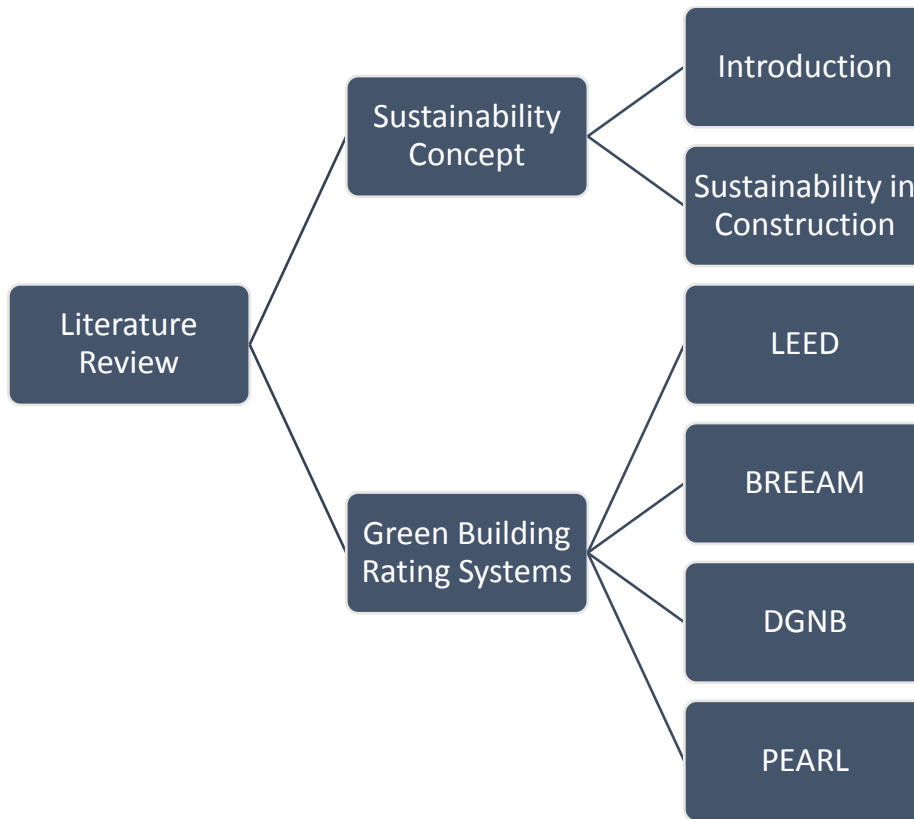 Literature
Review
Sustainability
Concept
Introduction
Sustainability in
Construction
Green Building
Rating Systems
LEED
BREEAM
DGNB
PEARL